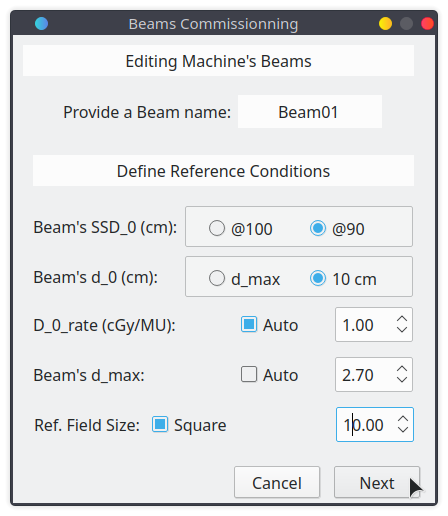 Beams Commissionning
Editing Machine's Beams
Provide a Beam name: Beam01
Define Reference Conditions
Beam's SSD_0 (cm): @100 @90
Beam's d_0 (cm): d_max 10 cm
D_0_rate (cGy/MU): Auto 1.00
Beam's d_max: Auto 2.70
Ref. Field Size: Square 10.00
Cancel Next